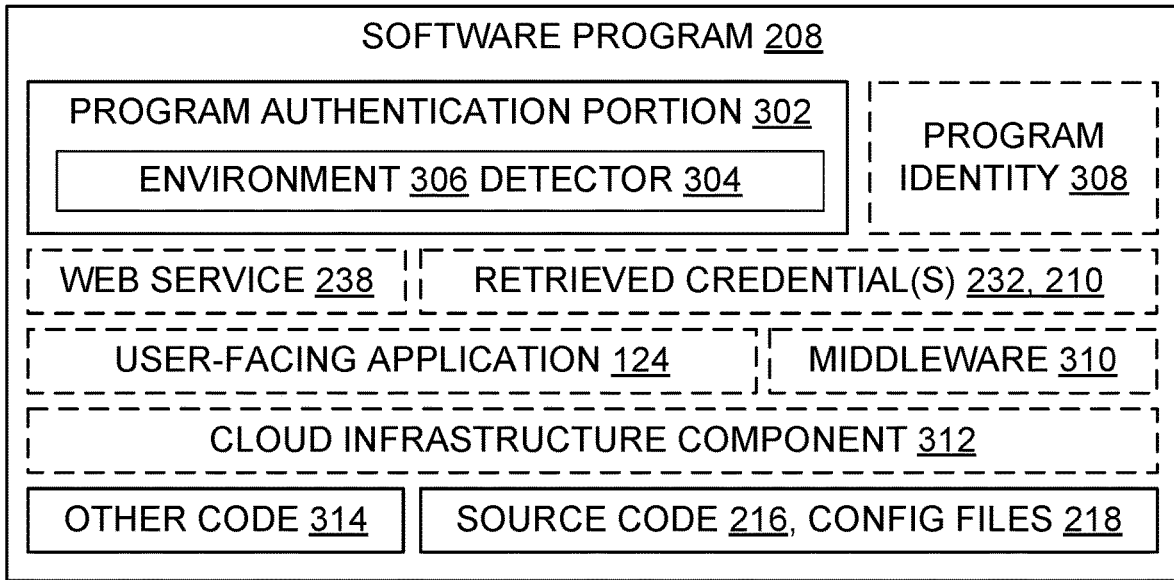 SOFTWARE PROGRAM 208
PROGRAM AUTHENTICATION PORTION 302
ENVIRONMENT 306 DETECTOR 304
PROGRAM
IDENTITY 308
WEB SERVICE 238
RETRIEVED CREDENTIAL(S) 232, 210
USER-FACING APPLICATION 124
MIDDLEWARE 310
CLOUD INFRASTRUCTURE COMPONENT 312
OTHER CODE 314
SOURCE CODE 216, CONFIG FILES 218